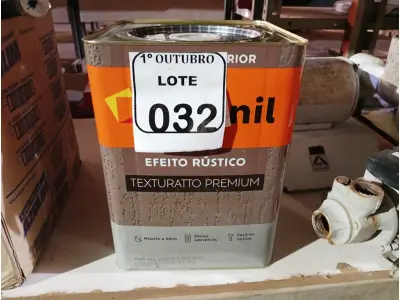 RIOR
1º OUTUBRO
LOTE
032
nil
EFEITO RÚSTICO
TEXTURATTO PREMIUM